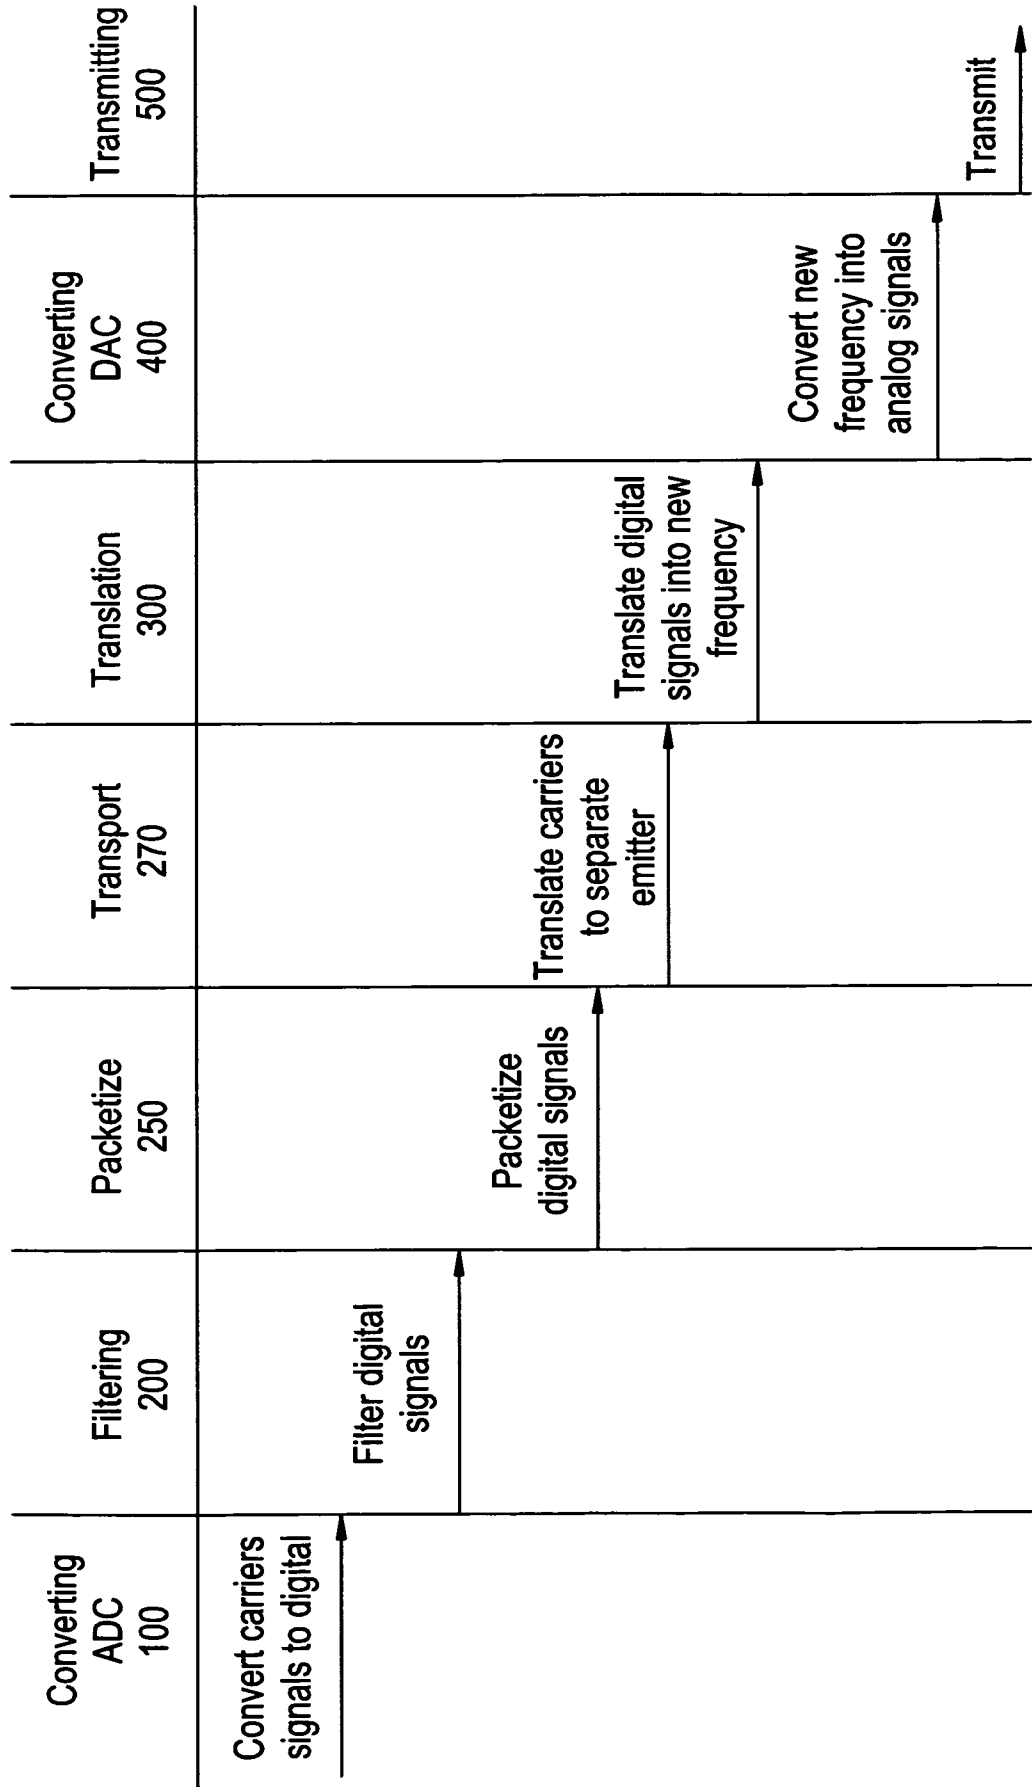 Converting
ADC
100
Filtering
200
Packetize
250
Transport
270
Translation
300
Converting
DAC
400
Transmitting
500
Convert carriers
signals to digital
Filter digital
signals
Packetize
digital signals
Translate carriers
to separate
emitter
Translate digital
signals into new
frequency
Convert new
frequency into
analog signals
Transmit